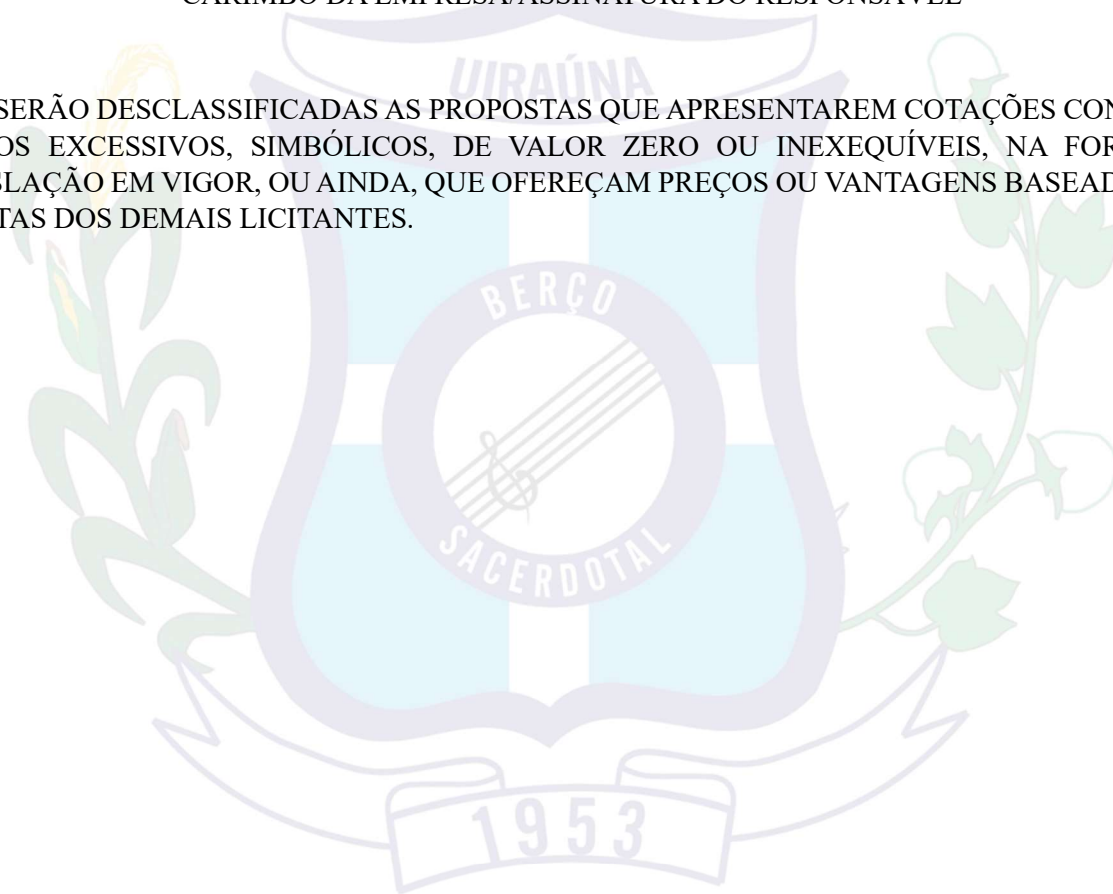 CARIMBO DA EMPRESA/ASSINATURA DO RESPONSÁVEL
UIRAÚNA
SERÃO DESCLASSIFICADAS AS PROPOSTAS QUE APRESENTAREM COTAÇÕES CON
OS EXCESSIVOS, SIMBÓLICOS, DE VALOR ZERO OU INEXEQUÍVEIS, NA FOR
SLAÇÃO EM VIGOR, OU AINDA, QUE OFEREÇAM PREÇOS OU VANTAGENS BASEAD
TAS DOS DEMAIS LICITANTES.
BERÇO
SACERDOTAL
1953